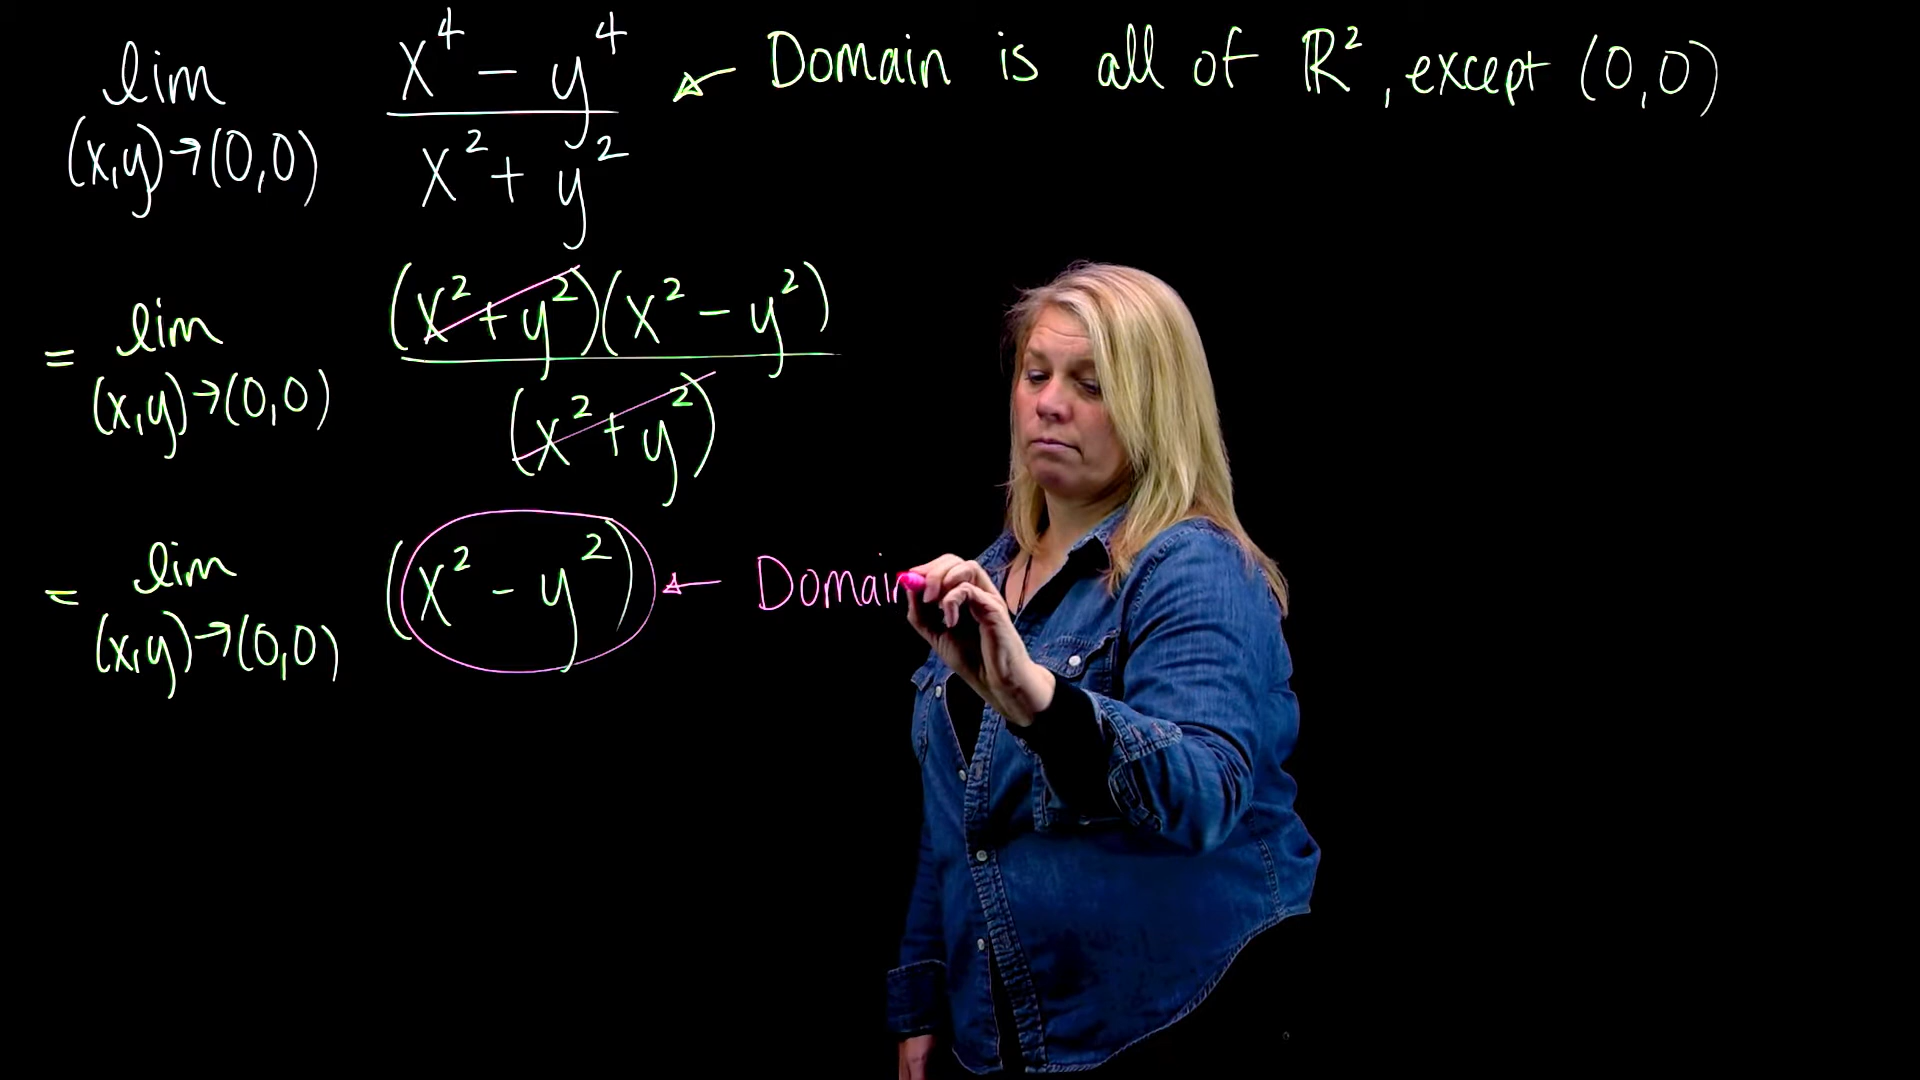 lim (x,y)→(0,0) x⁴ - y⁴ / x² + y² ← Domain is all of ℝ², except (0,0)
= lim (x,y)→(0,0) (x² + y²)(x² - y²) / (x² + y²)
= lim (x,y)→(0,0) (x² - y²) ← Domain